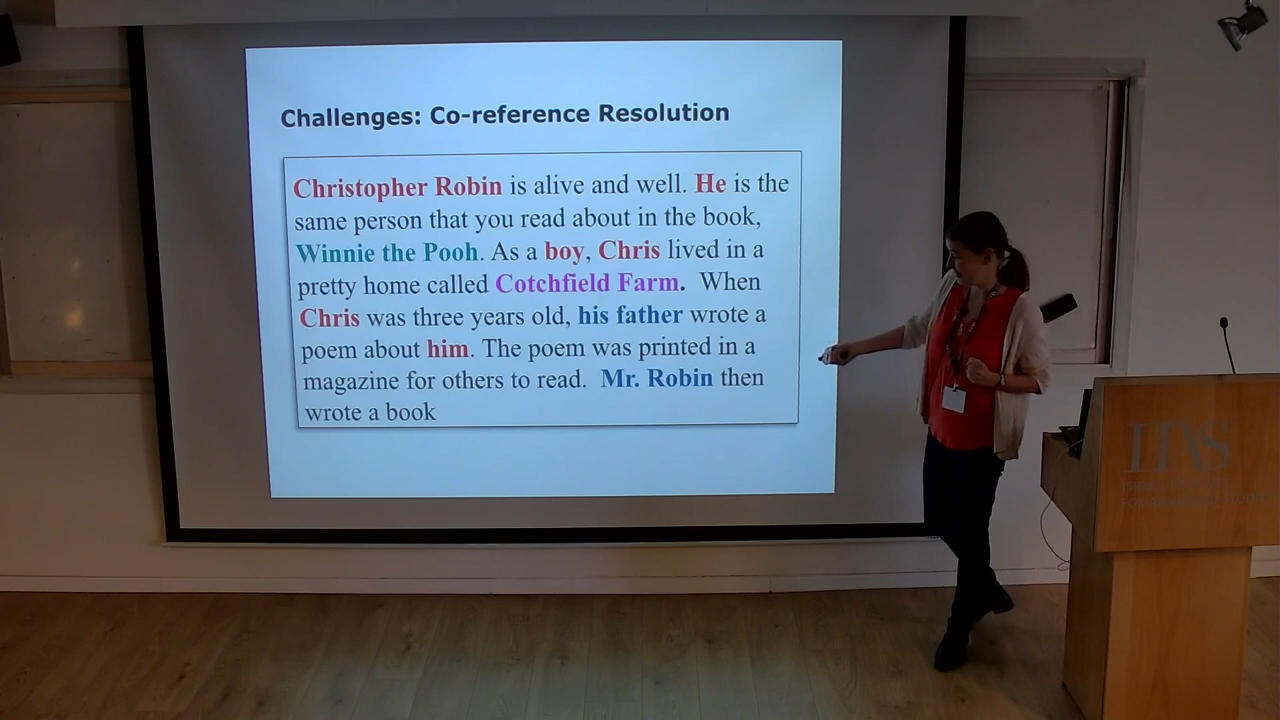 Challenges: Co-reference Resolution
Christopher Robin is alive and well. He is the
same person that you read about in the book,
Winnie the Pooh. As a boy, Chris lived in a
pretty home called Cotchfield Farm. When
Chris was three years old, his father wrote a
poem about him. The poem was printed in a
magazine for others to read. Mr. Robin then
wrote a book
IIAS